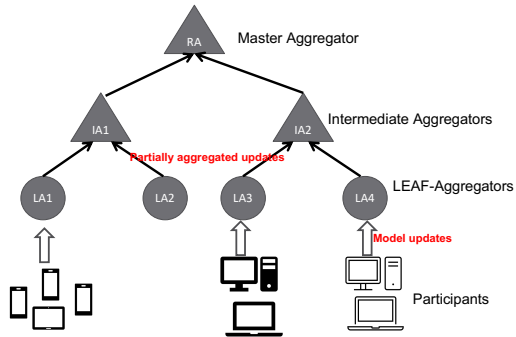 RA
Master Aggregator
IA1
IA2
Intermediate Aggregators
Partially aggregated updates
LA1
LA2
LA3
LA4
LEAF-Aggregators
Model updates
Participants